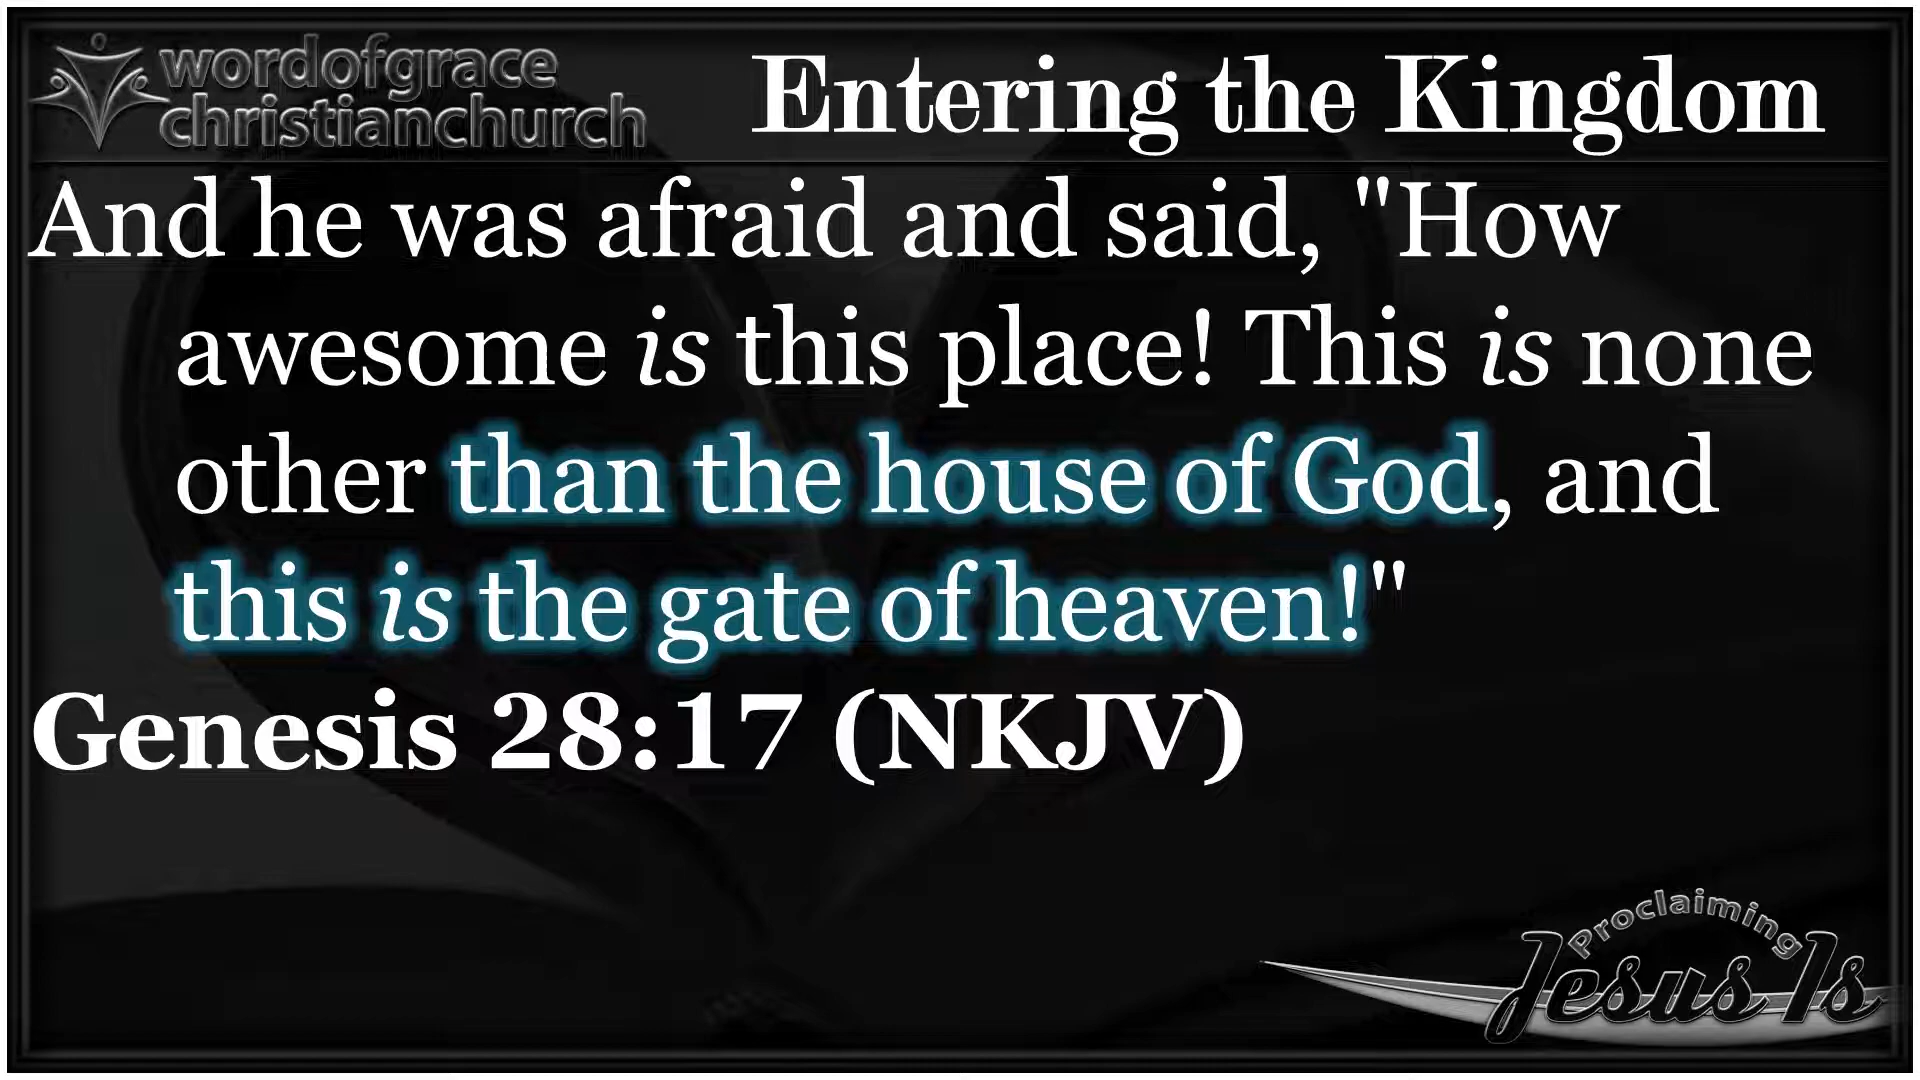 wordofgrace
christianchurch
Entering the Kingdom
And he was afraid and said, "How
awesome is this place! This is none
other than the house of God, and
this is the gate of heaven!"
Genesis 28:17 (NKJV)
Proclaiming
Jesus Is